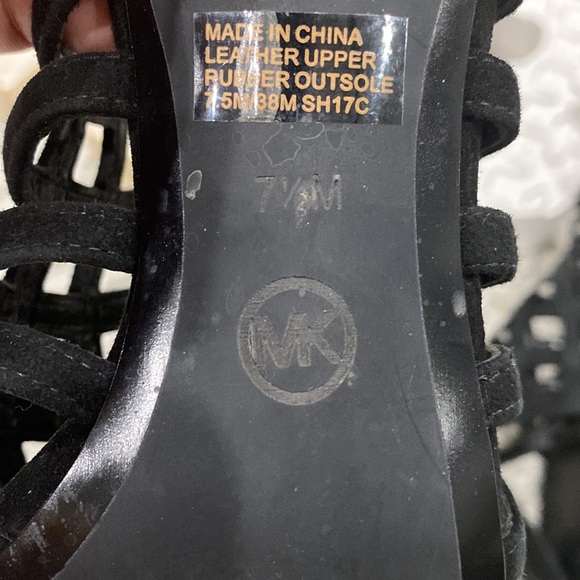 MADE IN CHINA
LEATHER UPPER
RUBBER OUTSOLE
7.5M/38M SH17C
7½M
MK